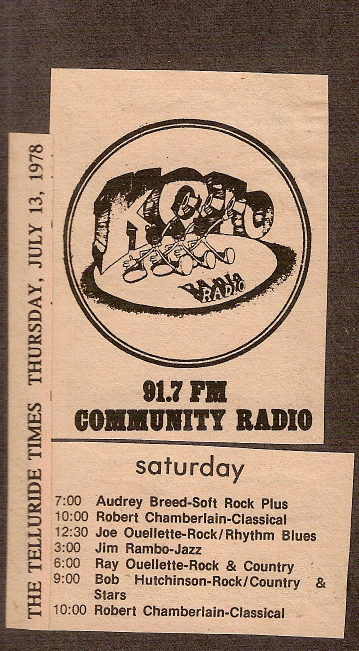 THE TELLURIDE TIMES THURSDAY, JULY 13, 1978
KOTO
RADIO
91.7 FM
COMMUNITY RADIO
saturday
7:00 Audrey Breed-Soft Rock Plus
10:00 Robert Chamberlain-Classical
12:30 Joe Ouellette-Rock/Rhythm Blues
3:00 Jim Rambo-Jazz
6:00 Ray Ouellette-Rock & Country
9:00 Bob Hutchinson-Rock/Country &
Stars
10:00 Robert Chamberlain-Classical